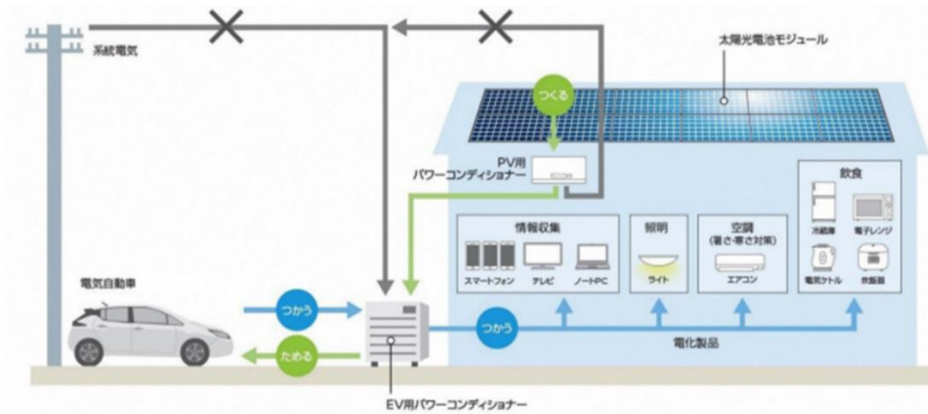 系統電気
太陽光電池モジュール
つくる
PV用
パワーコンディショナー
飲食
冷蔵庫
電子レンジ
電気ケトル
炊飯器
情報収集
スマートフォン
テレビ
ノートPC
照明
ライト
空調
(暑さ・寒さ対策)
エアコン
電気自動車
つかう
ためる
つかう
電化製品
EV用パワーコンディショナー